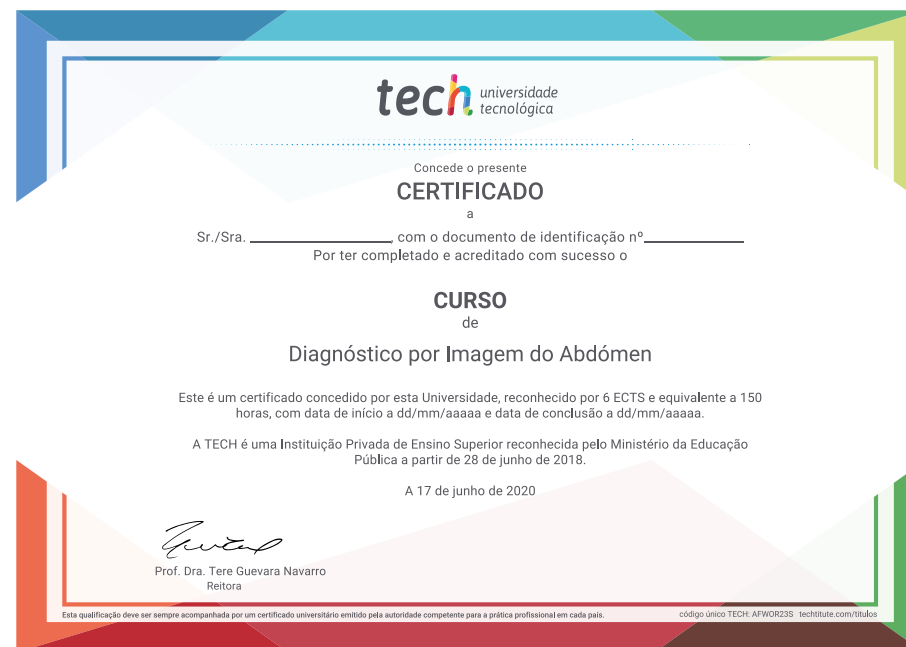 tech universidade
tecnológica
Concede o presente
CERTIFICADO
a
Sr./Sra. ____________________, com o documento de identificação nº______________
Por ter completado e acreditado com sucesso o
CURSO
de
Diagnóstico por Imagem do Abdómen
Este é um certificado concedido por esta Universidade, reconhecido por 6 ECTS e equivalente a 150
horas, com data de início a dd/mm/aaaaa e data de conclusão a dd/mm/aaaaa.
A TECH é uma Instituição Privada de Ensino Superior reconhecida pelo Ministério da Educação
Pública a partir de 28 de junho de 2018.
A 17 de junho de 2020
Prof. Dra. Tere Guevara Navarro
Reitora
Esta qualificação deve ser sempre acompanhada por um certificado universitário emitido pela autoridade competente para a prática profissional em cada país.
código único TECH: AFWOR23S techtitute.com/titulos